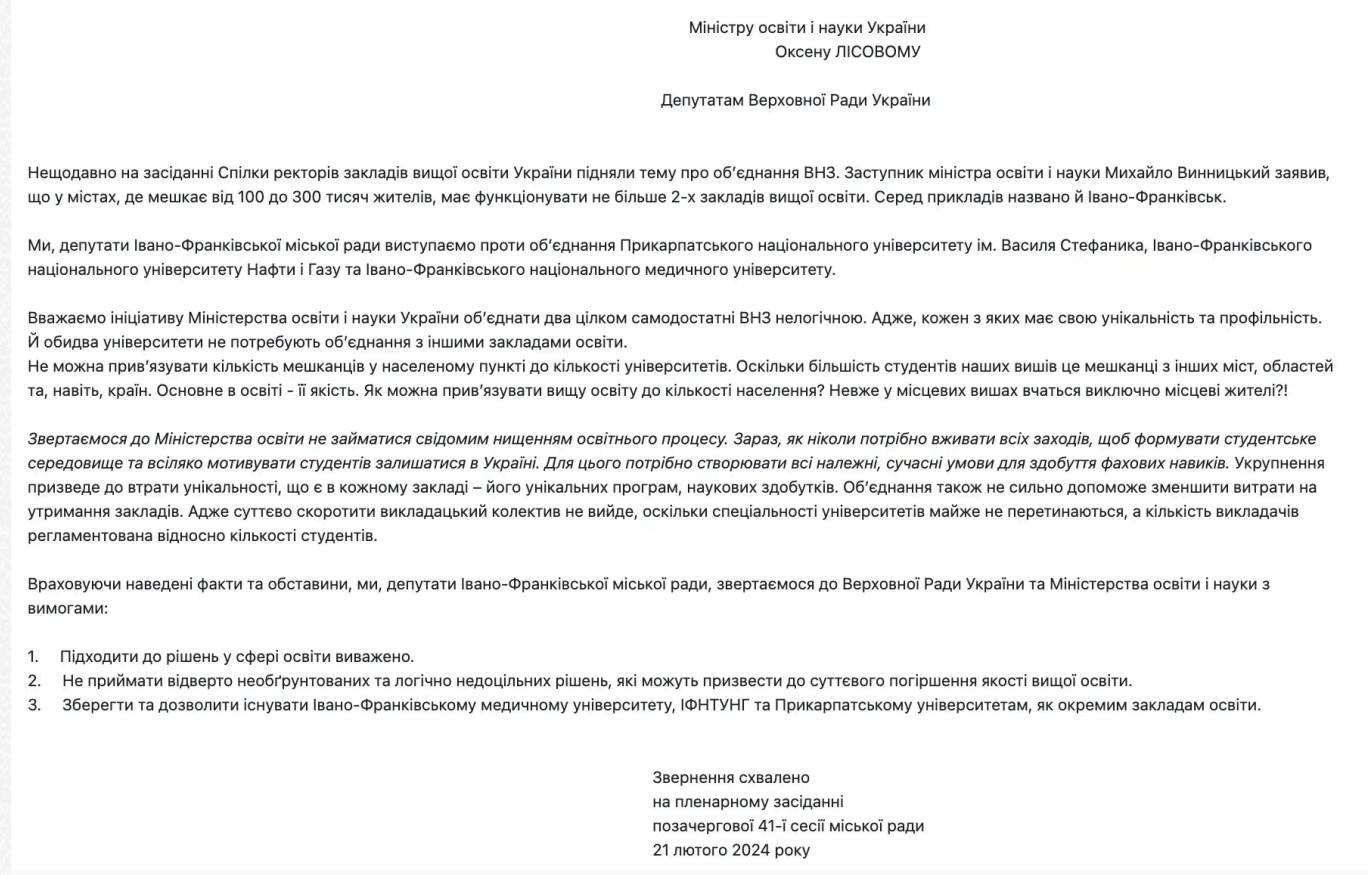 Міністру освіти і науки України
Оксену ЛІСОВОМУ
Депутатам Верховної Ради України
Нещодавно на засіданні Спілки ректорів закладів вищої освіти України підняли тему про об’єднання ВНЗ. Заступник міністра освіти і науки Михайло Винницький заявив,
що у містах, де мешкає від 100 до 300 тисяч жителів, має функціонувати не більше 2-х закладів вищої освіти. Серед прикладів названо й Івано-Франківськ.
Ми, депутати Івано-Франківської міської ради виступаємо проти об’єднання Прикарпатського національного університету ім. Василя Стефаника, Івано-Франківського
національного університету Нафти і Газу та Івано-Франківського національного медичного університету.
Вважаємо ініціативу Міністерства освіти і науки України об’єднати два цілком самодостатні ВНЗ нелогічною. Адже, кожен з яких має свою унікальність та профільність.
Й обидва університети не потребують об’єднання з іншими закладами освіти.
Не можна прив’язувати кількість мешканців у населеному пункті до кількості університетів. Оскільки більшість студентів наших вишів це мешканці з інших міст, областей
та, навіть, країн. Основне в освіті - її якість. Як можна прив’язувати вищу освіту до кількості населення? Невже у місцевих вишах вчаться виключно місцеві жителі?!
Звертаємося до Міністерства освіти не займатися свідомим нищенням освітнього процесу. Зараз, як ніколи потрібно вживати всіх заходів, щоб формувати студентське
середовище та всіляко мотивувати студентів залишатися в Україні. Для цього потрібно створювати всі належні, сучасні умови для здобуття фахових навиків. Укрупнення
призведе до втрати унікальності, що є в кожному закладі – його унікальних програм, наукових здобутків. Об’єднання також не сильно допоможе зменшити витрати на
утримання закладів. Адже суттєво скоротити викладацький колектив не вийде, оскільки спеціальності університетів майже не перетинаються, а кількість викладачів
регламентована відносно кількості студентів.
Враховуючи наведені факти та обставини, ми, депутати Івано-Франківської міської ради, звертаємося до Верховної Ради України та Міністерства освіти і науки з
вимогами:
1. Підходити до рішень у сфері освіти виважено.
2. Не приймати відверто необґрунтованих та логічно недоцільних рішень, які можуть призвести до суттєвого погіршення якості вищої освіти.
3. Зберегти та дозволити існувати Івано-Франківському медичному університету, ІФНТУНГ та Прикарпатському університетам, як окремим закладам освіти.
Звернення схвалено
на пленарному засіданні
позачергової 41-ї сесії міської ради
21 лютого 2024 року